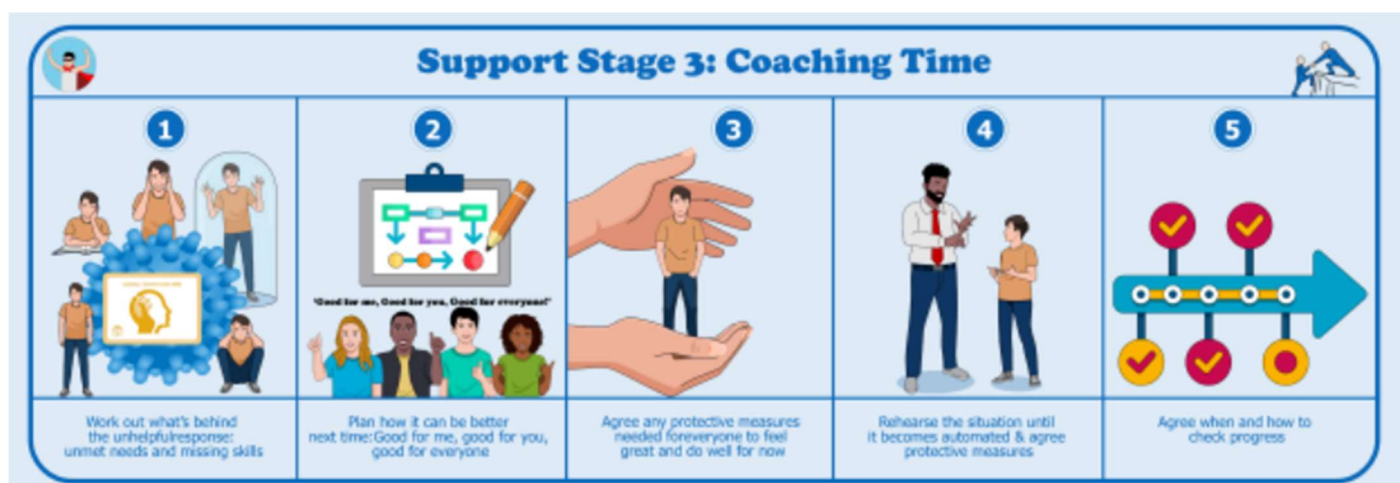 Support Stage 3: Coaching Time
1
2
3
4
5
'Good for me, Good for you, Good for everyone!'
Work out what's behind
the unhelpfulresponse:
unmet needs and missing skills
Plan how it can be better
next time:Good for me, good for you,
good for everyone
Agree any protective measures
needed foreveryone to feel
great and do well for now
Rehearse the situation until
it becomes automated & agree
protective measures
Agree when and how to
check progress